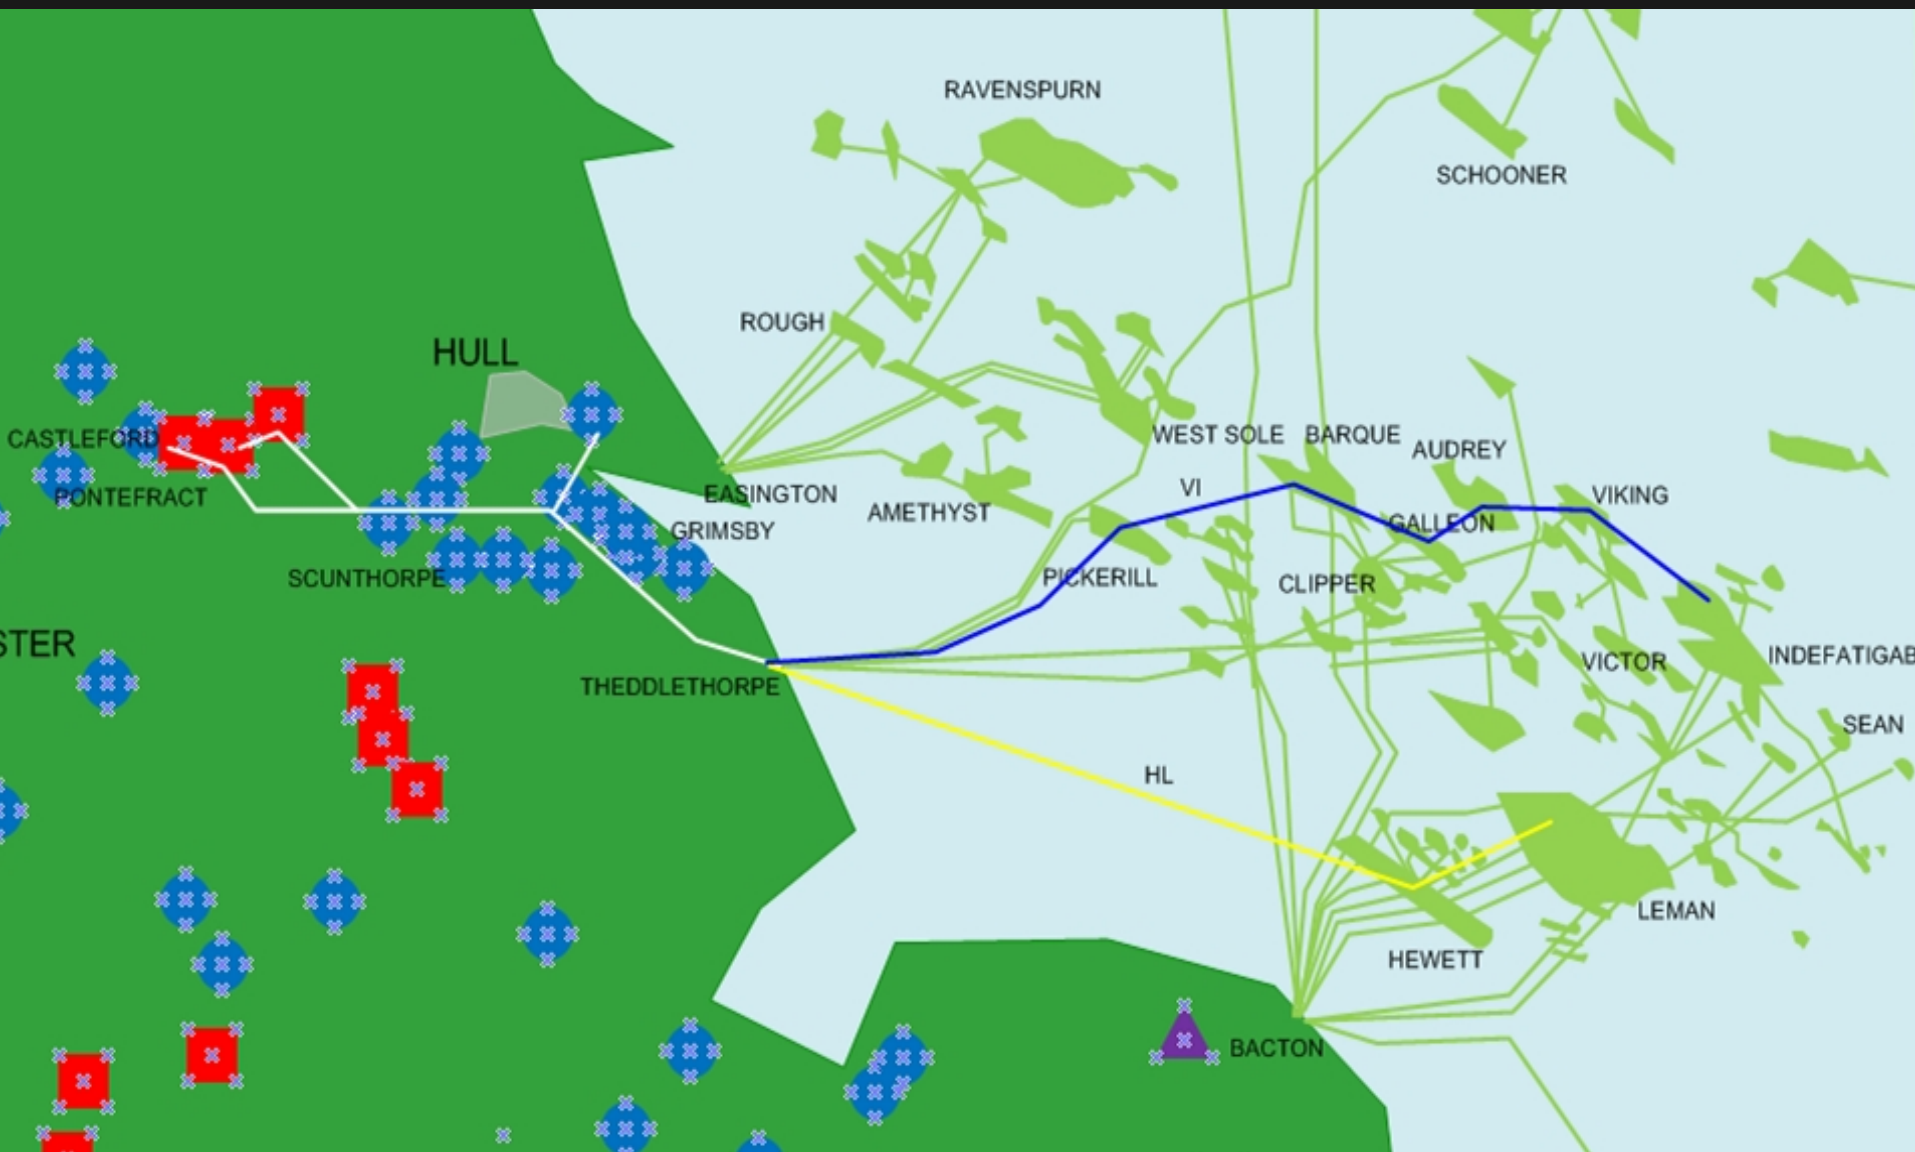 RAVENSPURN
SCHOONER
ROUGH
HULL
CASTLEFORD
WEST SOLE
BARQUE
AUDREY
PONTEFRACT
EASINGTON
VI
VIKING
AMETHYST
GRIMSBY
GALLEON
SCUNTHORPE
PICKERILL
CLIPPER
STER
THEDDLETHORPE
VICTOR
INDEFATIGAB
SEAN
HL
LEMAN
HEWETT
BACTON